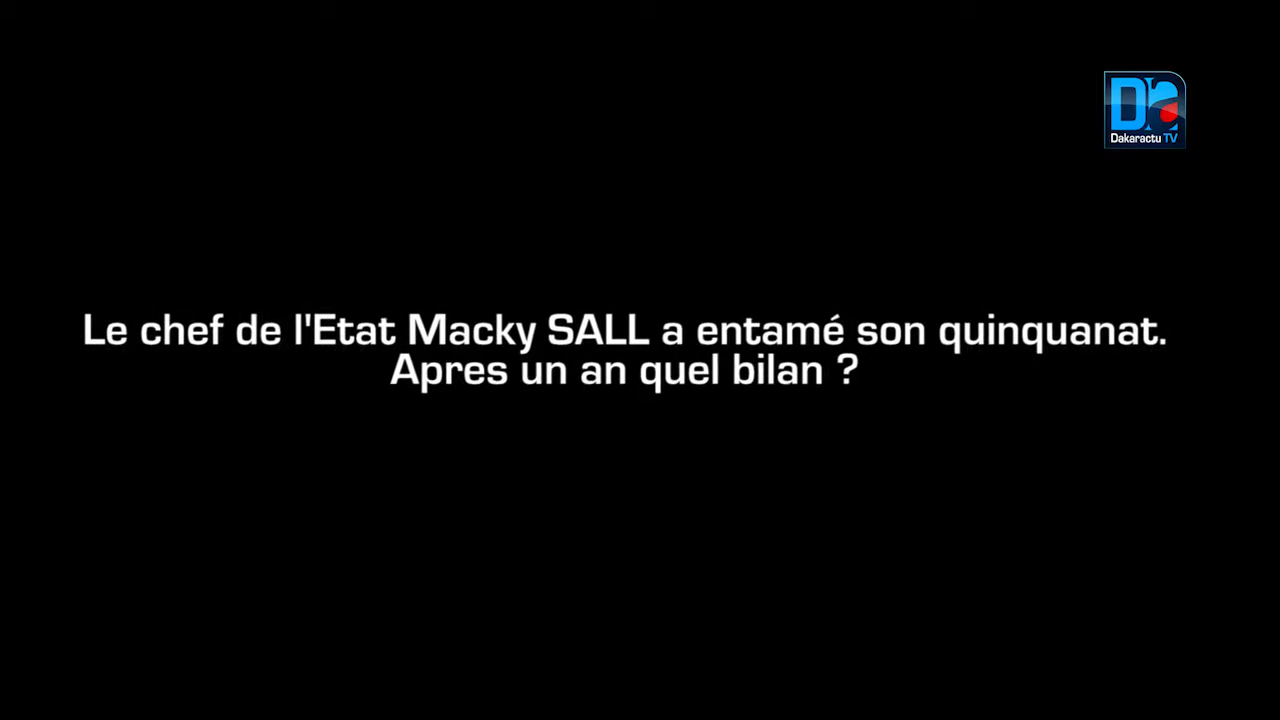 Da
Dakaractu TV
Le chef de l'Etat Macky SALL a entamé son quinquanat.
Apres un an quel bilan ?